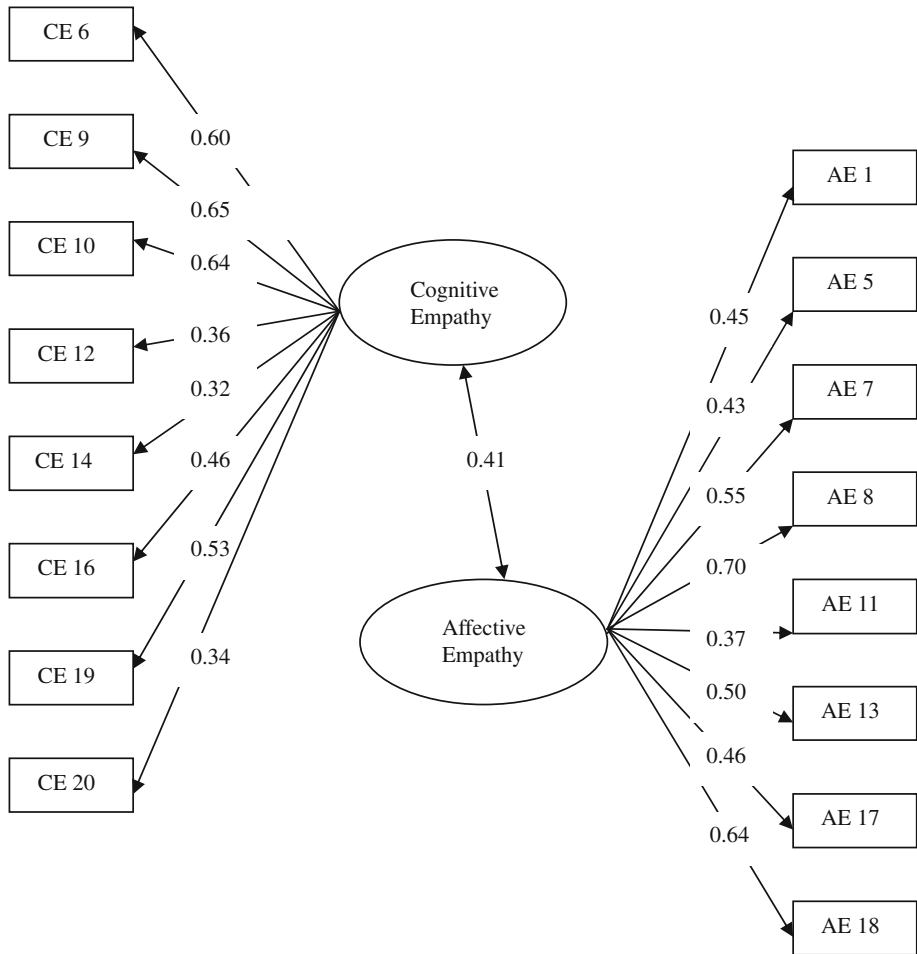 CE 6
CE 9
CE 10
CE 12
CE 14
CE 16
CE 19
CE 20
0.60
0.65
0.64
0.36
0.32
0.46
0.53
0.34
Cognitive
Empathy
0.41
Affective
Empathy
0.45
0.43
0.55
0.70
0.37
0.50
0.46
0.64
AE 1
AE 5
AE 7
AE 8
AE 11
AE 13
AE 17
AE 18